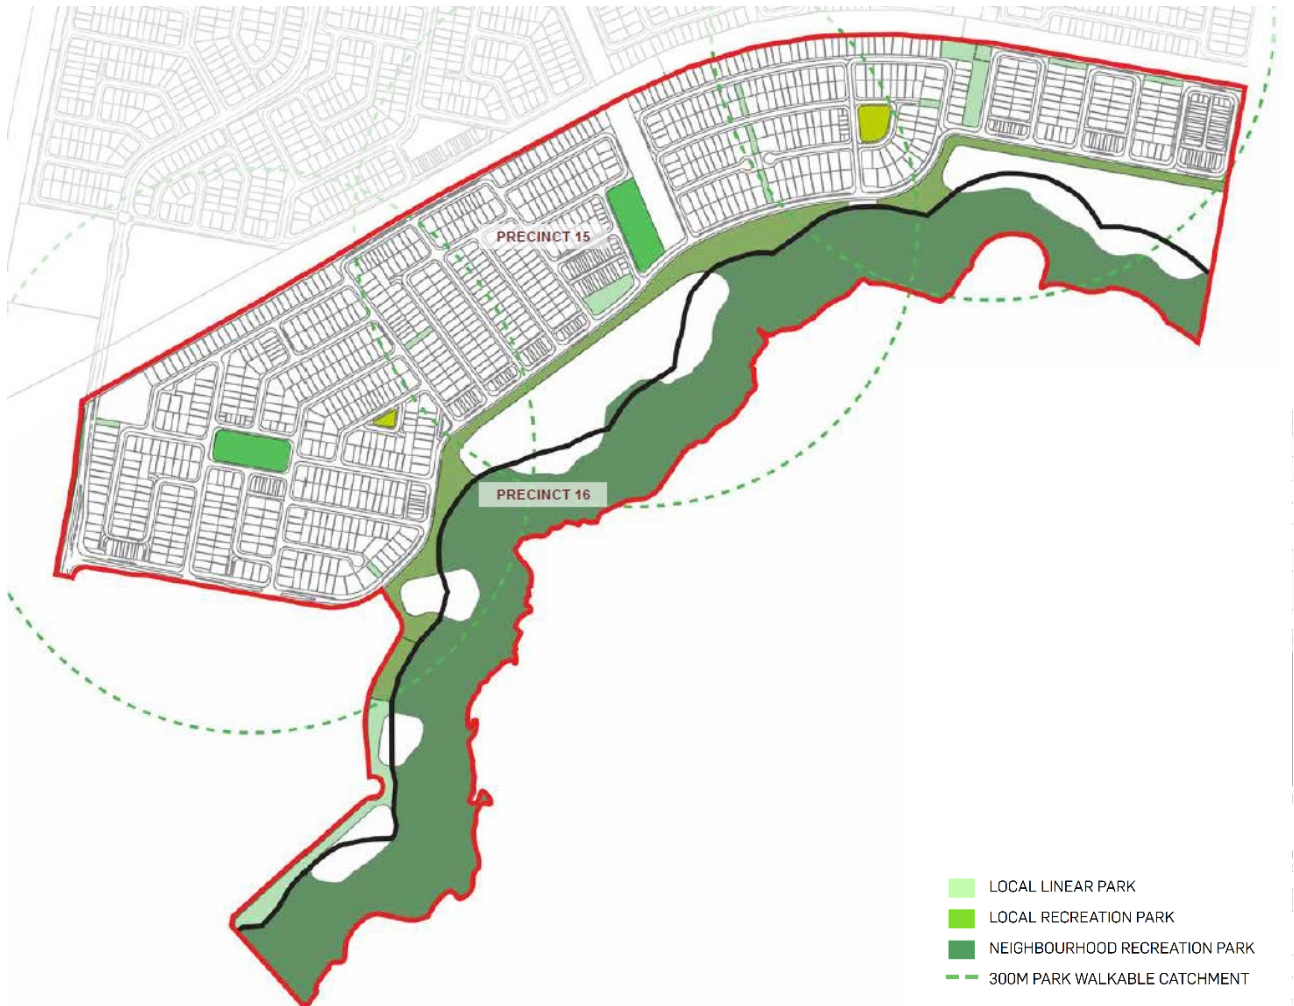 PRECINCT 15
PRECINCT 16
LOCAL LINEAR PARK
LOCAL RECREATION PARK
NEIGHBOURHOOD RECREATION PARK
300M PARK WALKABLE CATCHMENT